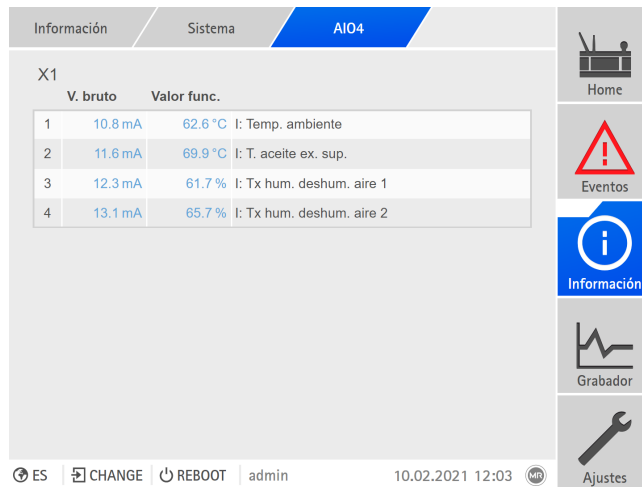 Información Sistema AIO4
X1
V. bruto Valor func.
1 10.8 mA 62.6 °C I: Temp. ambiente
2 11.6 mA 69.9 °C I: T. aceite ex. sup.
3 12.3 mA 61.7 % I: Tx hum. deshum. aire 1
4 13.1 mA 65.7 % I: Tx hum. deshum. aire 2
Home
Eventos
Información
Grabador
Ajustes
ES CHANGE REBOOT admin 10.02.2021 12:03 MR